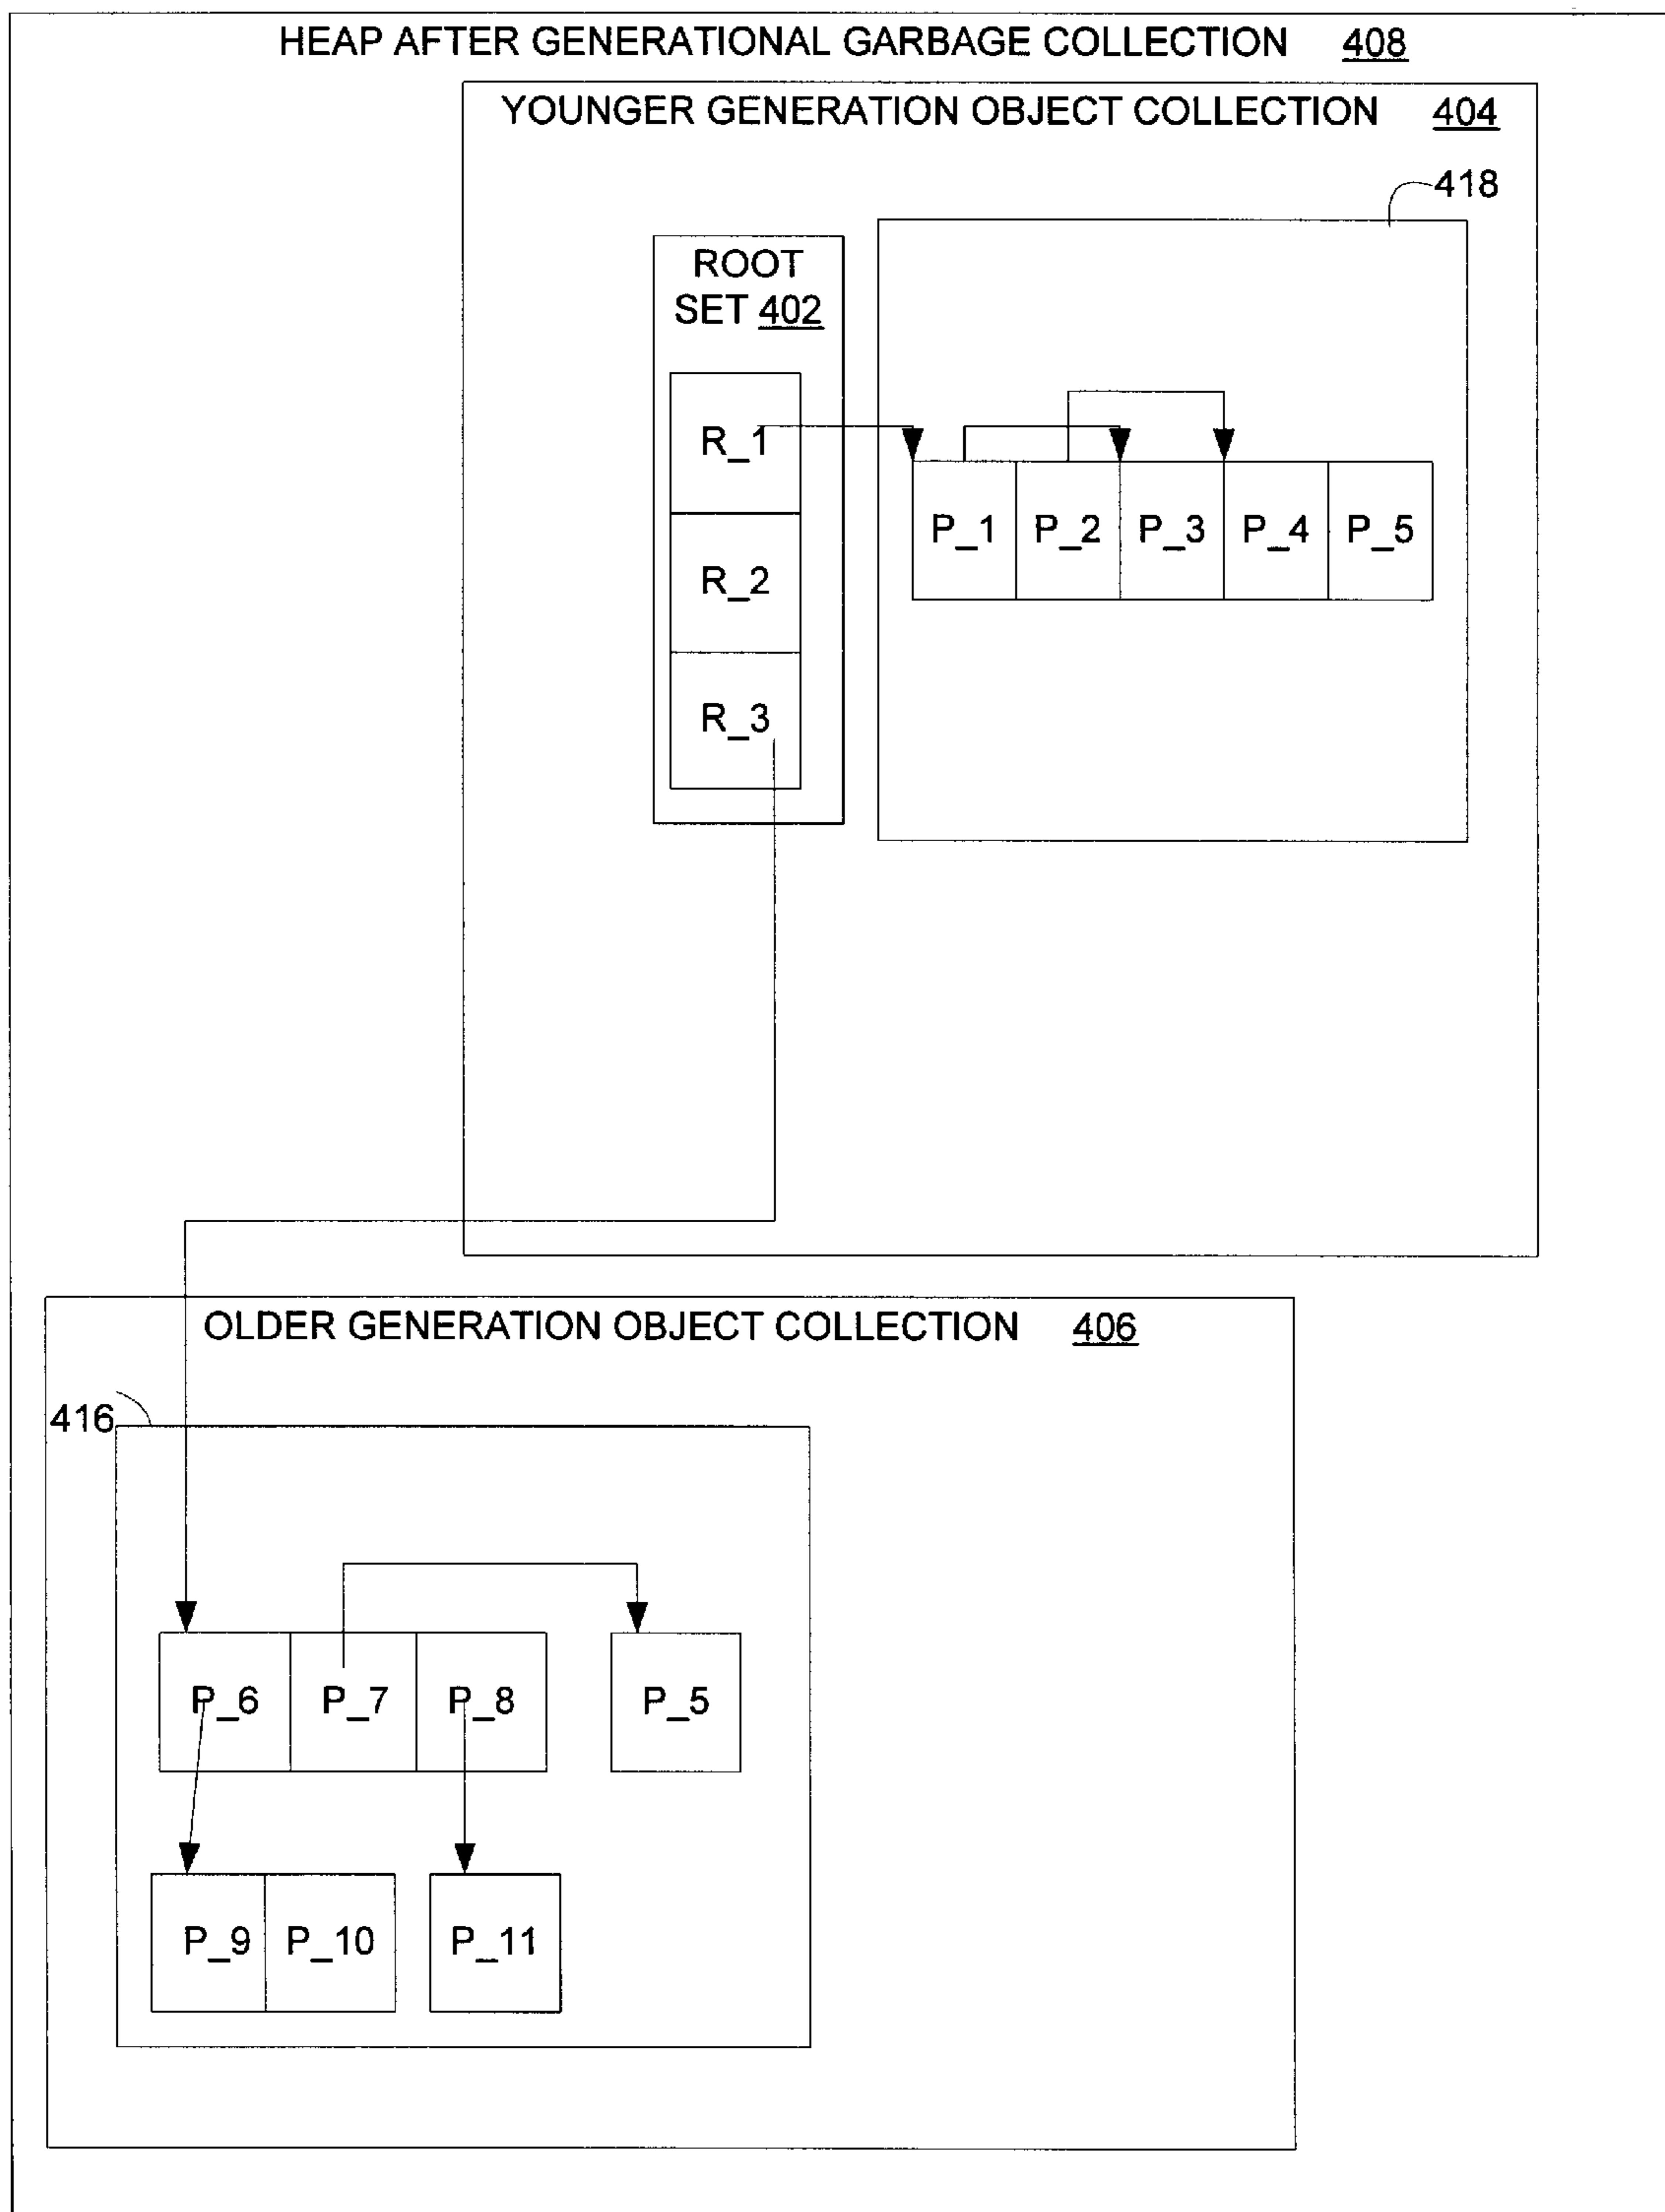 HEAP AFTER GENERATIONAL GARBAGE COLLECTION 408
YOUNGER GENERATION OBJECT COLLECTION 404
418
ROOT
SET 402
R_1
P_1 P_2 P_3 P_4 P_5
R_2
R_3
OLDER GENERATION OBJECT COLLECTION 406
416
P_6 P_7 P_8 P_5
P_9 P_10 P_11